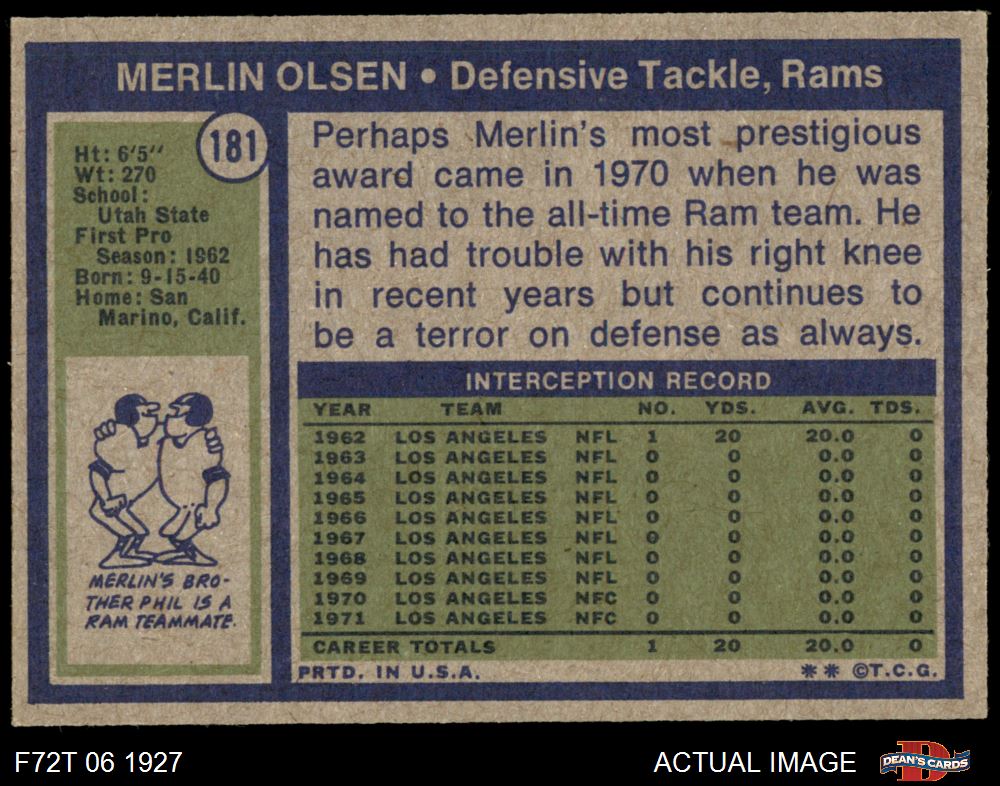 MERLIN OLSEN • Defensive Tackle, Rams
181
Ht: 6'5''
Wt: 270
School:
Utah State
First Pro
Season: 1962
Born: 9-15-40
Home: San
Marino, Calif.
MERLIN'S BRO-
THER PHIL IS A
RAM TEAMMATE.
Perhaps Merlin's most prestigious
award came in 1970 when he was
named to the all-time Ram team. He
has had trouble with his right knee
in recent years but continues to
be a terror on defense as always.
INTERCEPTION RECORD
YEAR TEAM NO. YDS. AVG. TDS.
1962 LOS ANGELES NFL 1 20 20.0 0
1963 LOS ANGELES NFL 0 0 0.0 0
1964 LOS ANGELES NFL 0 0 0.0 0
1965 LOS ANGELES NFL 0 0 0.0 0
1966 LOS ANGELES NFL 0 0 0.0 0
1967 LOS ANGELES NFL 0 0 0.0 0
1968 LOS ANGELES NFL 0 0 0.0 0
1969 LOS ANGELES NFL 0 0 0.0 0
1970 LOS ANGELES NFC 0 0 0.0 0
1971 LOS ANGELES NFC 0 0 0.0 0
CAREER TOTALS 1 20 20.0 0
PRTD. IN U.S.A. ** ©T.C.G.
F72T 06 1927 ACTUAL IMAGE DEAN'S CARDS